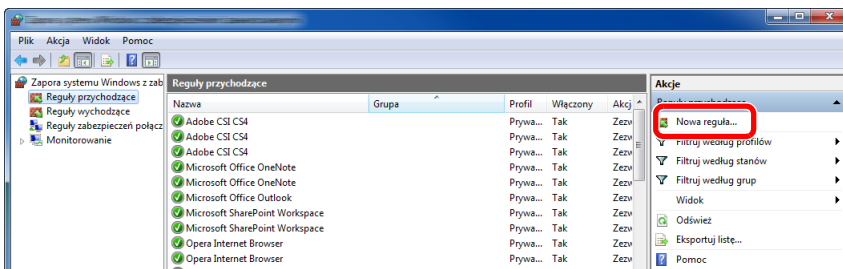 Plik Akcja Widok Pomoc
Zapora systemu Windows z zab
Reguły przychodzące
Reguły wychodzące
Reguły zabezpieczeń połącz
Monitorowanie
Reguły przychodzące
Nazwa Grupa Profil Włączony Akcj
Adobe CSI CS4 Prywa... Tak Zezw
Adobe CSI CS4 Prywa... Tak Zezw
Adobe CSI CS4 Prywa... Tak Zezw
Microsoft Office OneNote Prywa... Tak Zezw
Microsoft Office OneNote Prywa... Tak Zezw
Microsoft Office Outlook Prywa... Tak Zezw
Microsoft SharePoint Workspace Prywa... Tak Zezw
Microsoft SharePoint Workspace Prywa... Tak Zezw
Opera Internet Browser Prywa... Tak Zezw
Opera Internet Browser Prywa... Tak Zezw
Akcje
Reguły przychodzące
Nowa reguła...
Filtruj według profilów
Filtruj według stanów
Filtruj według grup
Widok
Odśwież
Eksportuj listę...
Pomoc